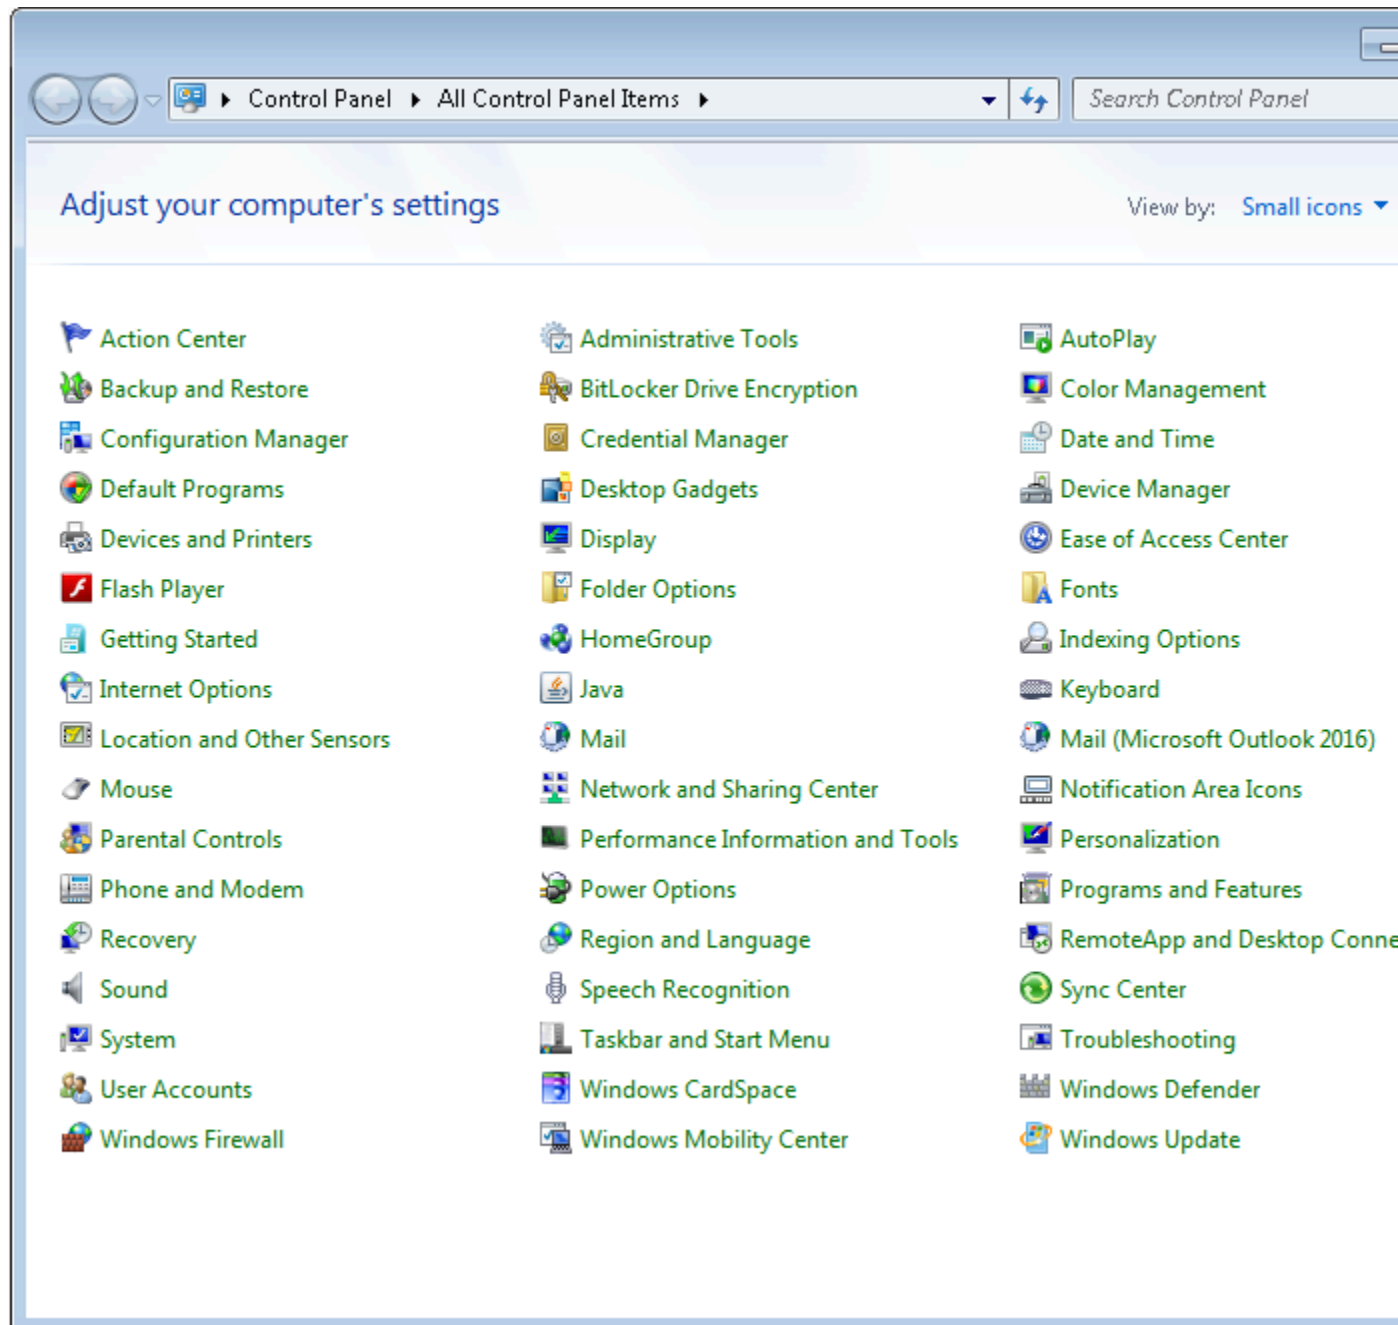 Control Panel All Control Panel Items Search Control Panel
Adjust your computer's settings View by: Small icons
Action Center Administrative Tools AutoPlay
Backup and Restore BitLocker Drive Encryption Color Management
Configuration Manager Credential Manager Date and Time
Default Programs Desktop Gadgets Device Manager
Devices and Printers Display Ease of Access Center
Flash Player Folder Options Fonts
Getting Started HomeGroup Indexing Options
Internet Options Java Keyboard
Location and Other Sensors Mail Mail (Microsoft Outlook 2016)
Mouse Network and Sharing Center Notification Area Icons
Parental Controls Performance Information and Tools Personalization
Phone and Modem Power Options Programs and Features
Recovery Region and Language RemoteApp and Desktop Conne
Sound Speech Recognition Sync Center
System Taskbar and Start Menu Troubleshooting
User Accounts Windows CardSpace Windows Defender
Windows Firewall Windows Mobility Center Windows Update